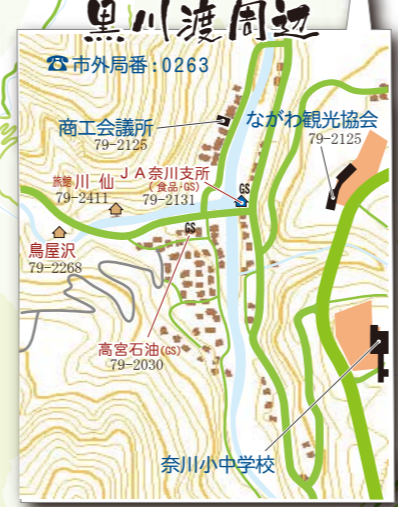 黒川渡周辺
☎市外局番:0263
商工会議所
79-2125
ながわ観光協会
79-2125
旅館 川仙
79-2411
JA奈川支所
(食品・GS)
79-2131
GS
鳥屋沢
79-2268
GS
高宮石油(GS)
79-2030
奈川小中学校